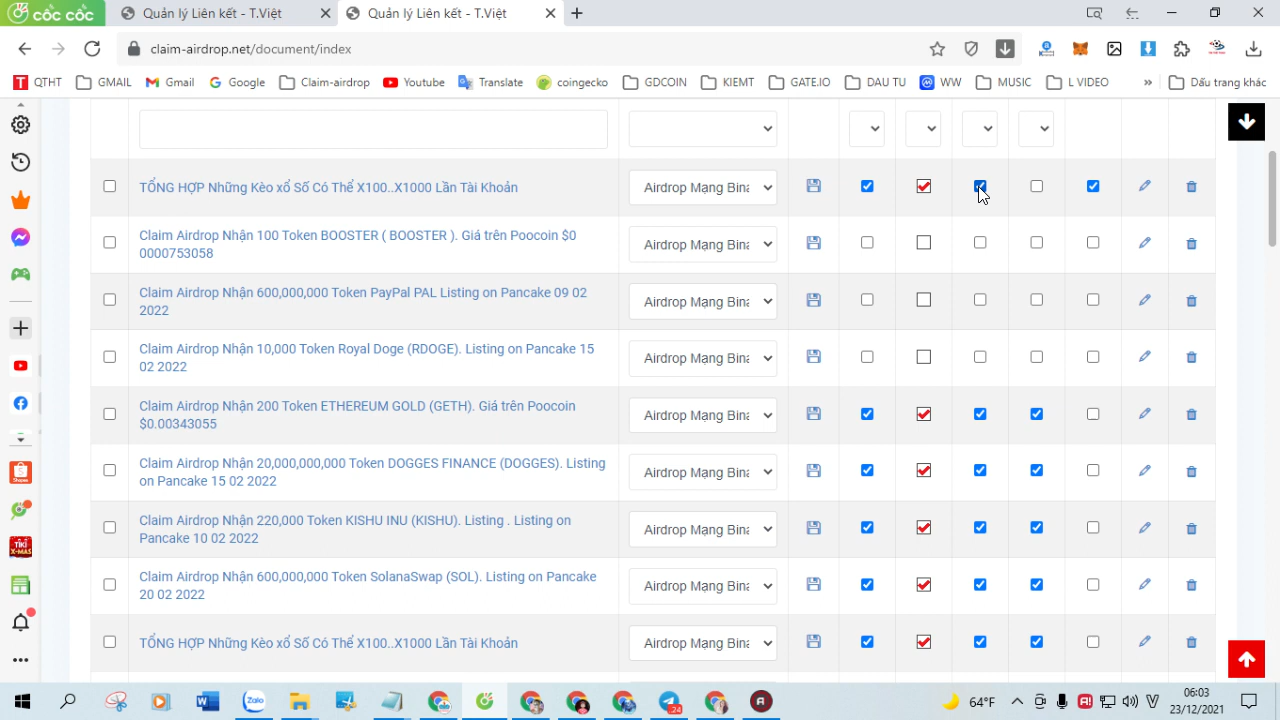 cốc cốc
Quản lý kết - T.Việt
Quản lý kết - T.Việt
claim-airdrop.net/document/index
QTHT
GMAIL
Gmail
Google
Claim-airdrop
Youtube
Translate
coingecko
GDCOIN
KIEMT
GATE.IO
DAU TU
WW
MUSIC
L VIDEO
»
Dấu trang khác
TỔNG HỢP Những Kèo xổ Số Có Thể X100..X1000 Lần Tài Khoản
Airdrop Mạng Bina
Claim Airdrop Nhận 100 Token BOOSTER ( BOOSTER ). Giá trên Poocoin $0
0000753058
Airdrop Mạng Bina
Claim Airdrop Nhận 600,000,000 Token PayPal PAL Listing on Pancake 09 02
2022
Airdrop Mạng Bina
Claim Airdrop Nhận 10,000 Token Royal Doge (RDOGE). Listing on Pancake 15
02 2022
Airdrop Mạng Bina
Claim Airdrop Nhận 200 Token ETHEREUM GOLD (GETH). Giá trên Poocoin
$0.00343055
Airdrop Mạng Bina
Claim Airdrop Nhận 20,000,000,000 Token DOGGES FINANCE (DOGGES). Listing
on Pancake 15 02 2022
Airdrop Mạng Bina
Claim Airdrop Nhận 220,000 Token KISHU INU (KISHU). Listing . Listing on
Pancake 10 02 2022
Airdrop Mạng Bina
Claim Airdrop Nhận 600,000,000 Token SolanaSwap (SOL). Listing on Pancake
20 02 2022
Airdrop Mạng Bina
TỔNG HỢP Những Kèo xổ Số Có Thể X100..X1000 Lần Tài Khoản
Airdrop Mạng Bina
Shopee
TIKI
X-MAS
Zalo
24
64°F
06:03
23/12/2021